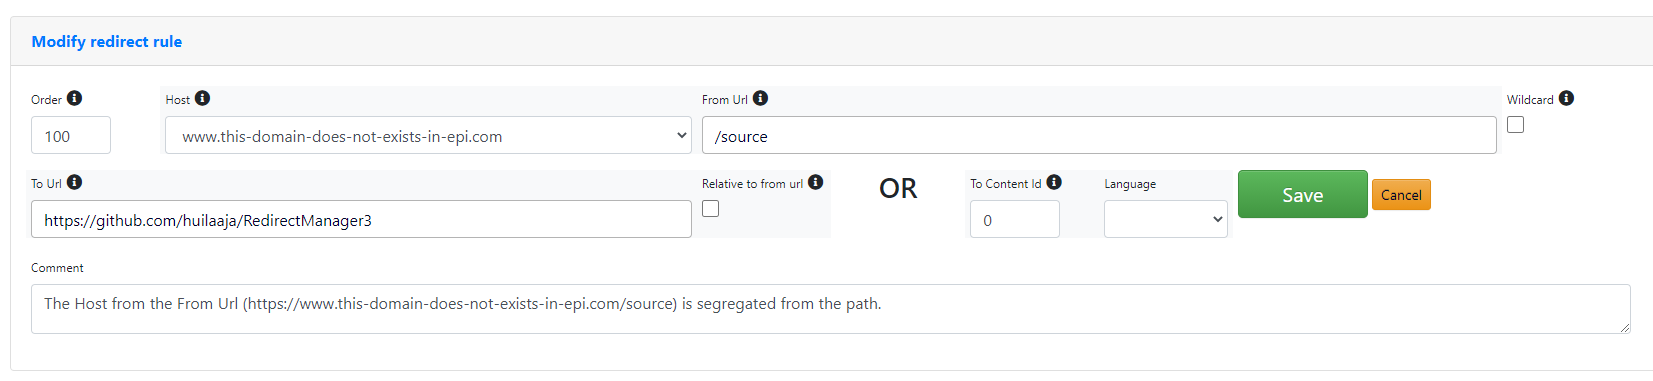 Modify redirect rule
Order Host From Url Wildcard
100 www.this-domain-does-not-exists-in-epi.com /source
To Url Relative to from url OR To Content Id Language Save Cancel
https://github.com/huilaaja/RedirectManager3 0
Comment
The Host from the From Url (https://www.this-domain-does-not-exists-in-epi.com/source) is segregated from the path.